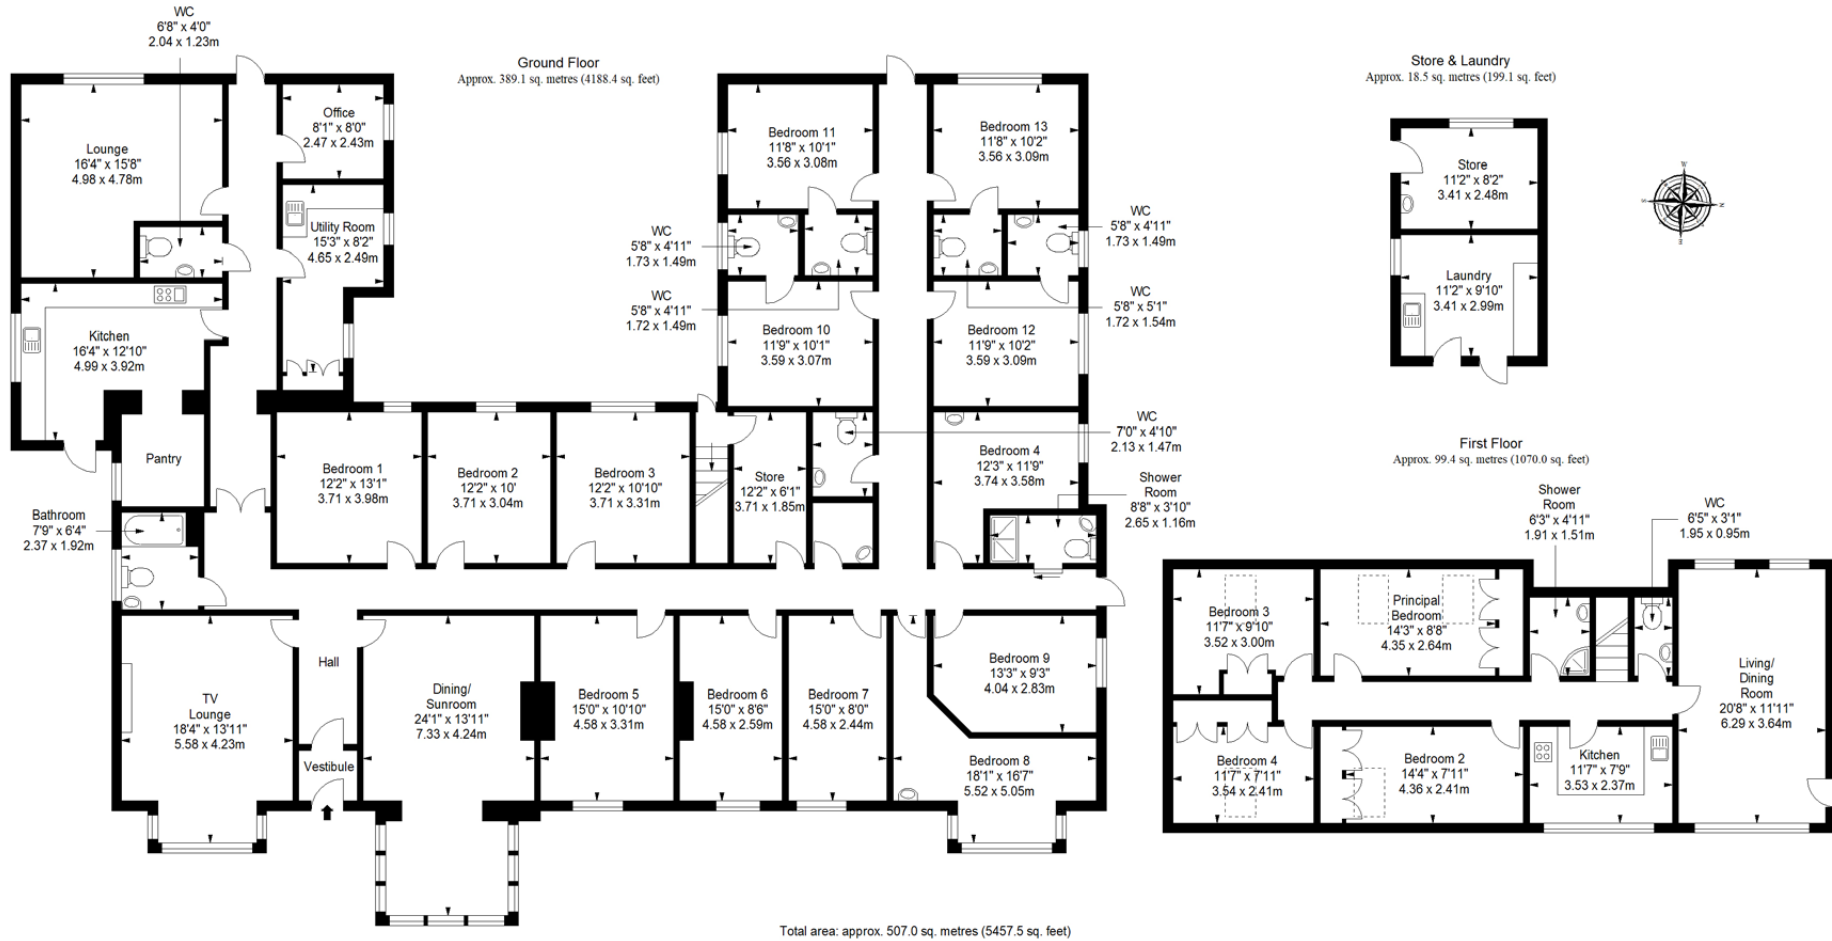 WC
6'8" x 4'0"
2.04 x 1.23m
Ground Floor
Approx. 389.1 sq. metres (4188.4 sq. feet)
Store & Laundry
Approx. 18.5 sq. metres (199.1 sq. feet)
Lounge
16'4" x 15'8"
4.98 x 4.78m
Office
8'1" x 8'0"
2.47 x 2.43m
Utility Room
15'3" x 8'2"
4.65 x 2.49m
Bedroom 11
11'8" x 10'1"
3.56 x 3.08m
Bedroom 13
11'8" x 10'2"
3.56 x 3.09m
Store
11'2" x 8'2"
3.41 x 2.48m
Laundry
11'2" x 9'10"
3.41 x 2.99m
WC
5'8" x 4'11"
1.73 x 1.49m
WC
5'8" x 4'11"
1.72 x 1.49m
WC
5'8" x 4'11"
1.73 x 1.49m
WC
5'8" x 5'1"
1.72 x 1.54m
Kitchen
16'4" x 12'10"
4.99 x 3.92m
Bedroom 10
11'9" x 10'1"
3.59 x 3.07m
Bedroom 12
11'9" x 10'2"
3.59 x 3.09m
Pantry
Bedroom 1
12'2" x 13'1"
3.71 x 3.98m
Bedroom 2
12'2" x 10'
3.71 x 3.04m
Bedroom 3
12'2" x 10'10"
3.71 x 3.31m
Store
12'2" x 6'1"
3.71 x 1.85m
Bedroom 4
12'3" x 11'9"
3.74 x 3.58m
WC
7'0" x 4'10"
2.13 x 1.47m
Shower
Room
8'8" x 3'10"
2.65 x 1.16m
Bathroom
7'9" x 6'4"
2.37 x 1.92m
Hall
Vestibule
TV
Lounge
18'4" x 13'11"
5.58 x 4.23m
Dining/
Sunroom
24'1" x 13'11"
7.33 x 4.24m
Bedroom 5
15'0" x 10'10"
4.58 x 3.31m
Bedroom 6
15'0" x 8'6"
4.58 x 2.59m
Bedroom 7
15'0" x 8'0"
4.58 x 2.44m
Bedroom 9
13'3" x 9'3"
4.04 x 2.83m
Bedroom 8
18'1" x 16'7"
5.52 x 5.05m
First Floor
Approx. 99.4 sq. metres (1070.0 sq. feet)
Shower
Room
6'3" x 4'11"
1.91 x 1.51m
WC
6'5" x 3'1"
1.95 x 0.95m
Bedroom 3
11'7" x 9'10"
3.52 x 3.00m
Principal
Bedroom
14'3" x 8'8"
4.35 x 2.64m
Living/
Dining
Room
20'8" x 11'11"
6.29 x 3.64m
Bedroom 4
11'7" x 7'11"
3.54 x 2.41m
Bedroom 2
14'4" x 7'11"
4.36 x 2.41m
Kitchen
11'7" x 7'9"
3.53 x 2.37m
Total area: approx. 507.0 sq. metres (5457.5 sq. feet)